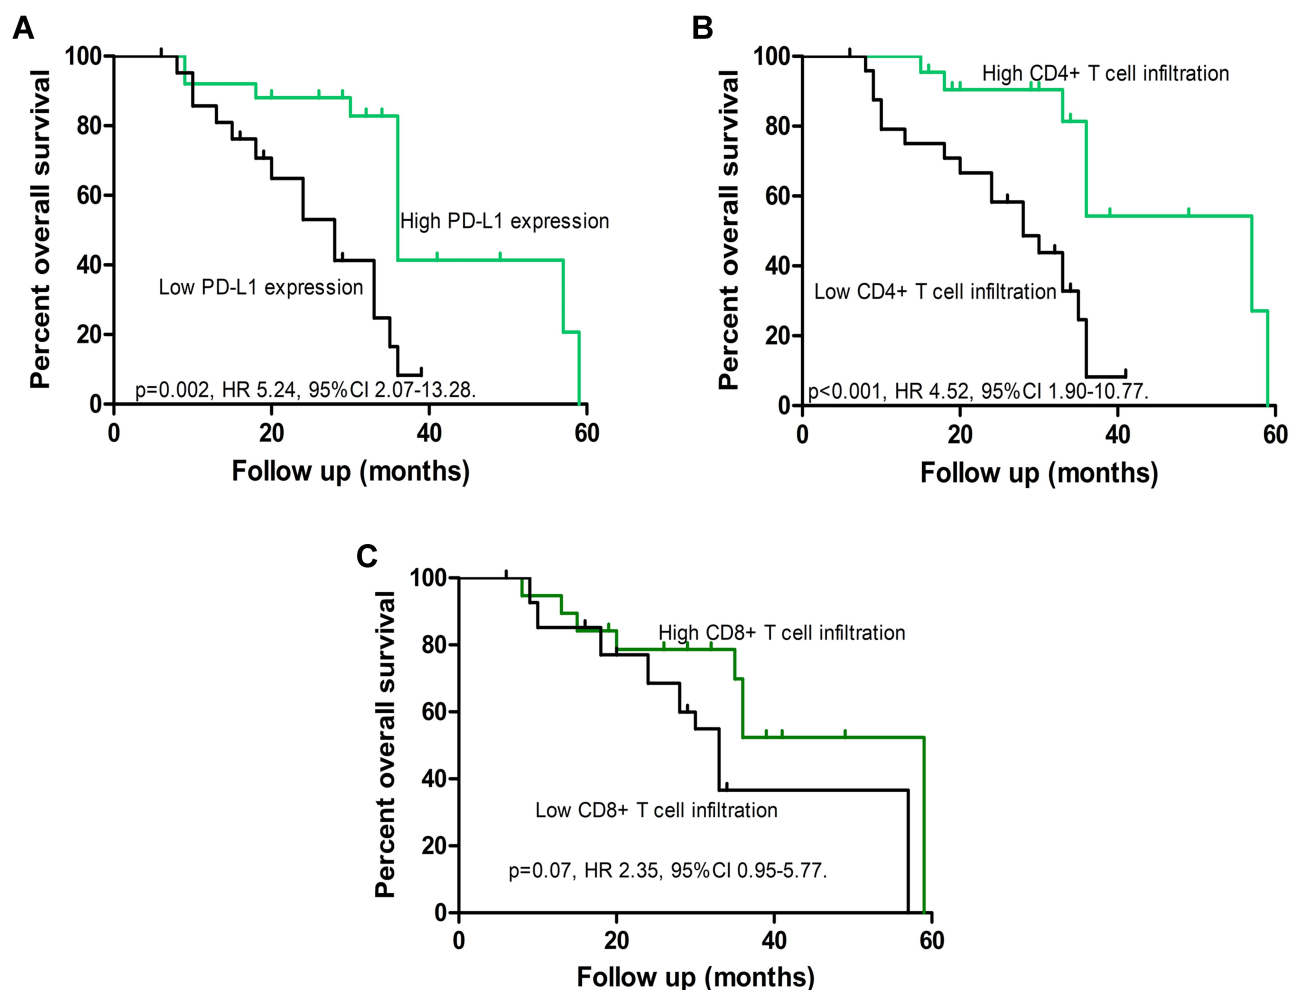 A
Percent overall survival
100
80
60
40
20
0
High PD-L1 expression
Low PD-L1 expression
p=0.002, HR 5.24, 95%CI 2.07-13.28.
0 20 40 60
Follow up (months)
B
Percent overall survival
100
80
60
40
20
0
High CD4+ T cell infiltration
Low CD4+ T cell infiltration
p<0.001, HR 4.52, 95%CI 1.90-10.77.
0 20 40 60
Follow up (months)
C
Percent overall survival
100
80
60
40
20
0
High CD8+ T cell infiltration
Low CD8+ T cell infiltration
p=0.07, HR 2.35, 95%CI 0.95-5.77.
0 20 40 60
Follow up (months)